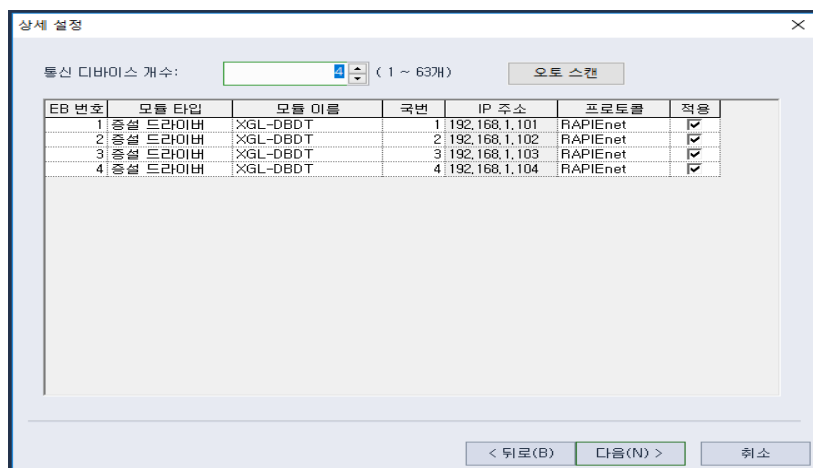 상세 설정
통신 디바이스 개수: 4 ( 1 ~ 63개) 오토 스캔
EB 번호 모듈 타입 모듈 이름 국번 IP 주소 프로토콜 적용
1 증설 드라이버 XGL-DBDT 1 192,168,1,101 RAPIEnet
2 증설 드라이버 XGL-DBDT 2 192,168,1,102 RAPIEnet
3 증설 드라이버 XGL-DBDT 3 192,168,1,103 RAPIEnet
4 증설 드라이버 XGL-DBDT 4 192,168,1,104 RAPIEnet
< 뒤로(B) 다음(N) > 취소